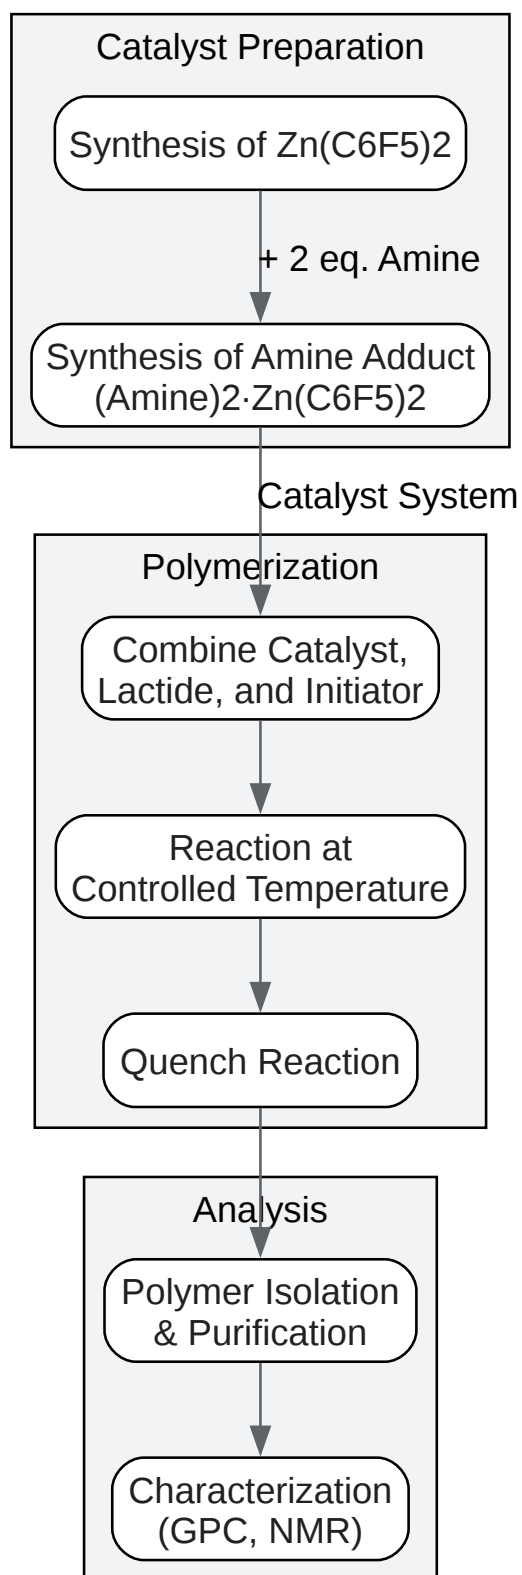 Catalyst Preparation
Synthesis of Zn(C6F5)2
+ 2 eq. Amine
Synthesis of Amine Adduct
(Amine)2·Zn(C6F5)2
Catalyst System
Polymerization
Combine Catalyst,
Lactide, and Initiator
Reaction at
Controlled Temperature
Quench Reaction
Analysis
Polymer Isolation
& Purification
Characterization
(GPC, NMR)